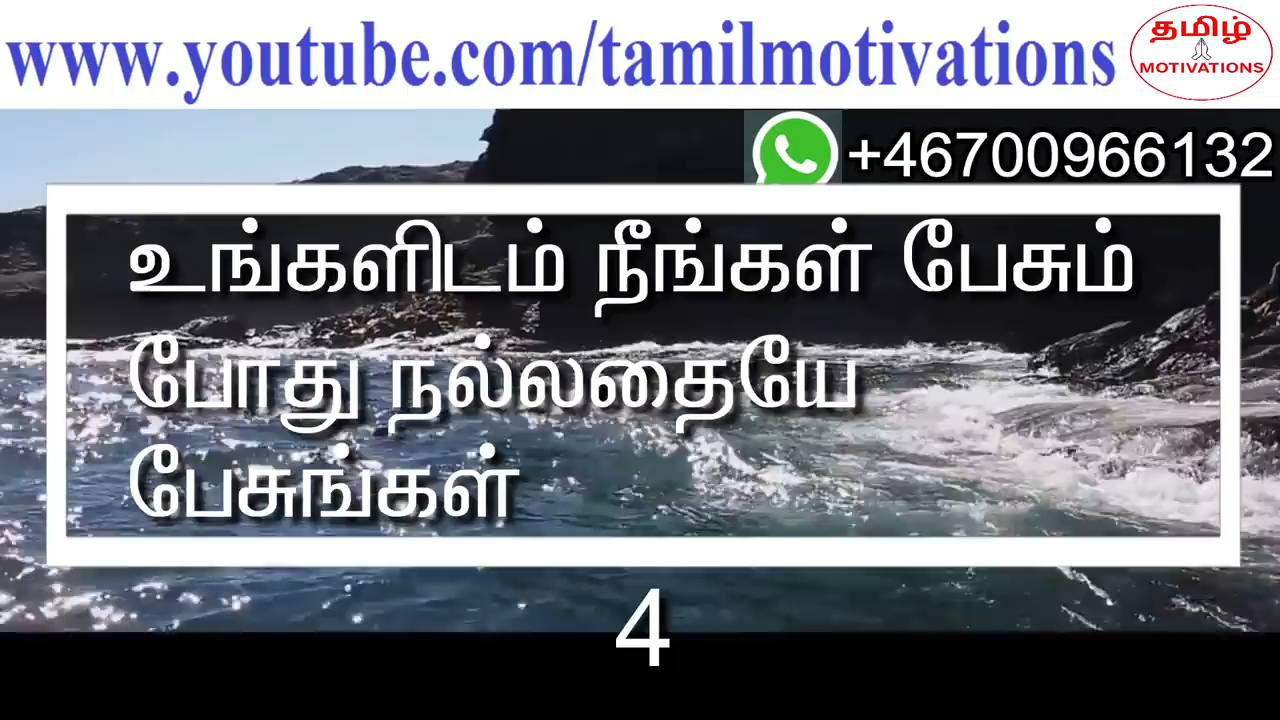 www.youtube.com/tamilmotivations
தமிழ்
MOTIVATIONS
+46700966132
உங்களிடம் நீங்கள் பேசும்
போது நல்லதையே
பேசுங்கள்
4